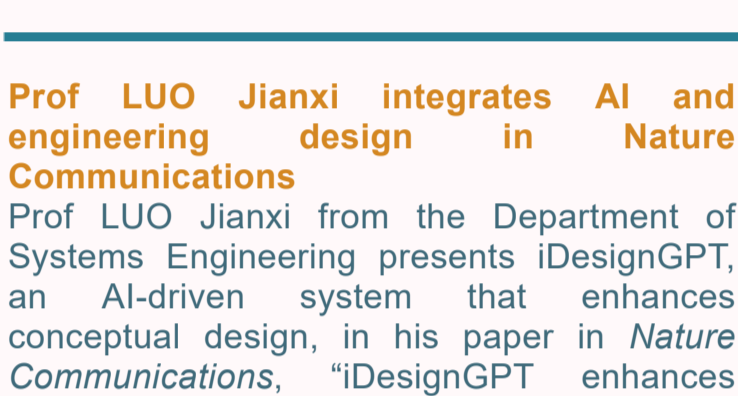 Prof LUO Jianxi integrates AI and
engineering design in Nature
Communications
Prof LUO Jianxi from the Department of
Systems Engineering presents iDesignGPT,
an AI-driven system that enhances
conceptual design, in his paper in Nature
Communications, “iDesignGPT enhances